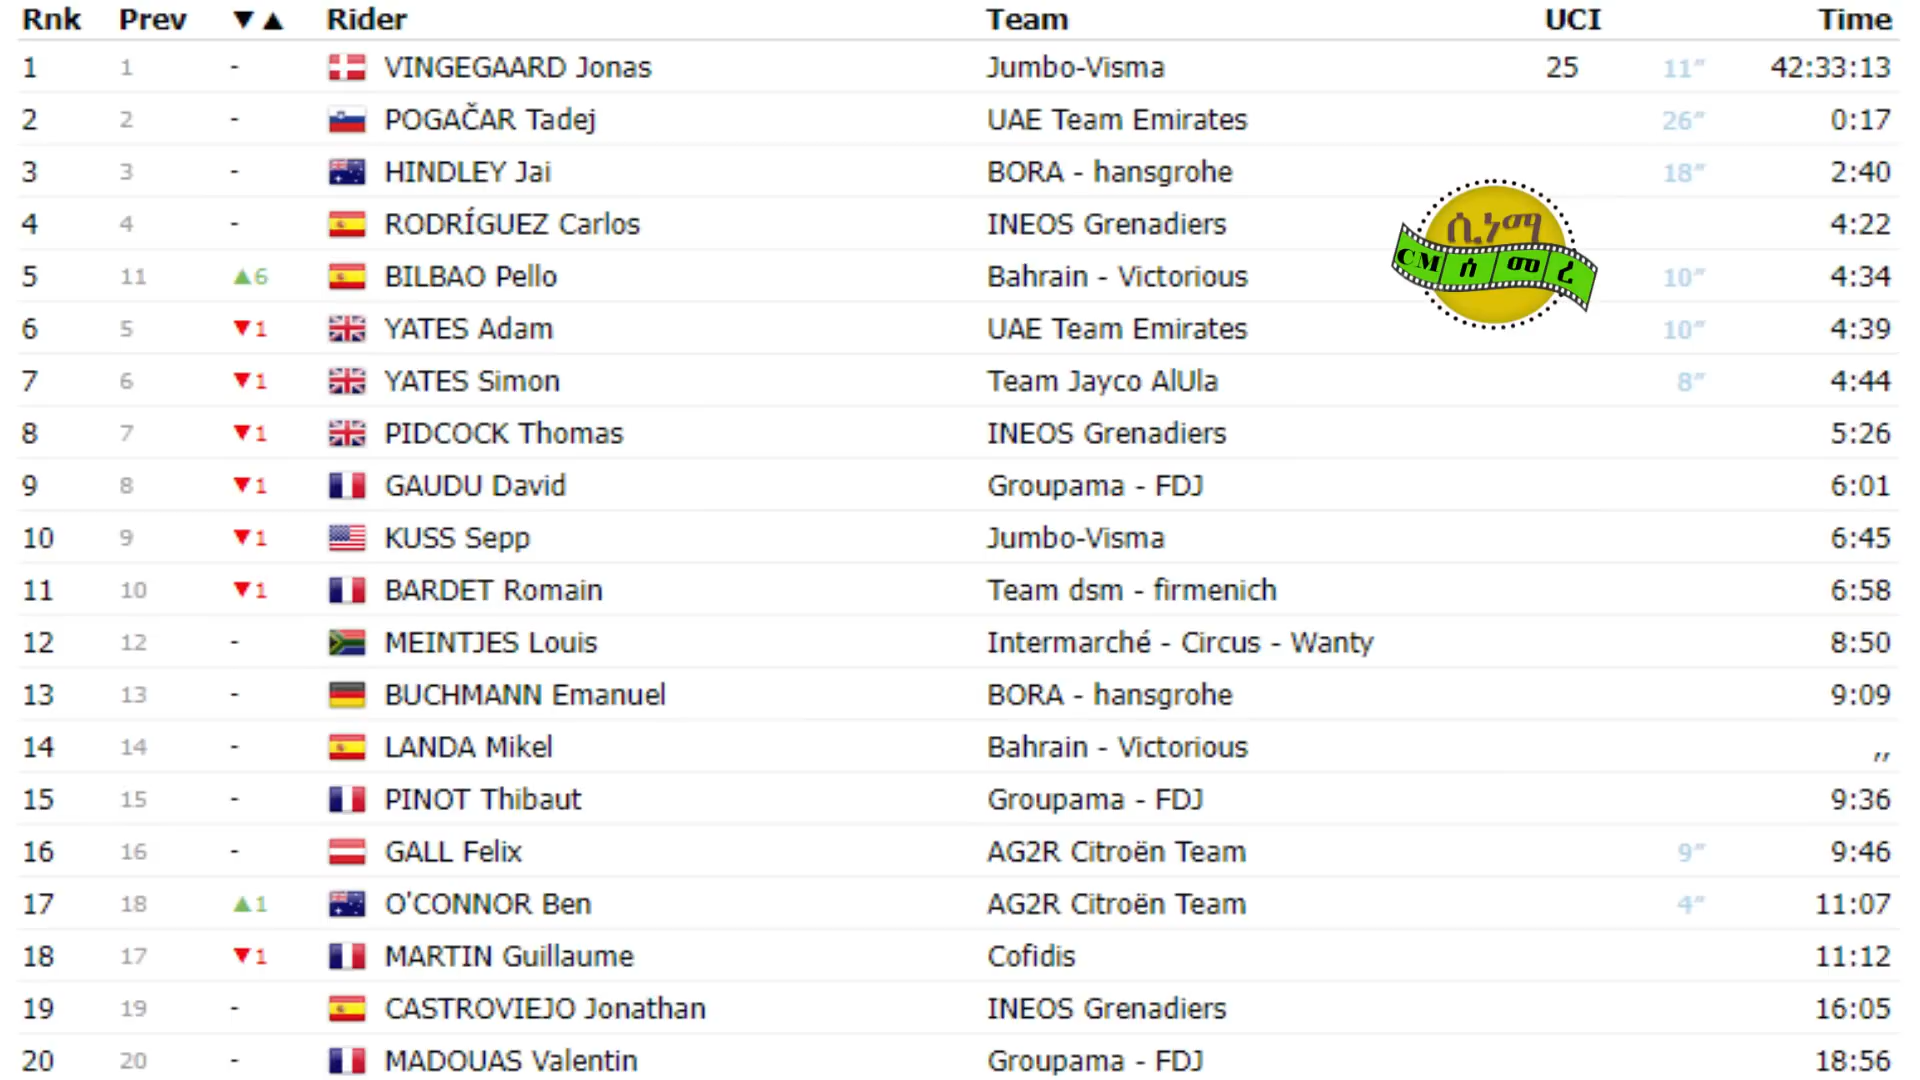 Rnk Prev ▼▲ Rider Team UCI Time
1 1 - VINGEGAARD Jonas Jumbo-Visma 25 11″ 42:33:13
2 2 - POGAČAR Tadej UAE Team Emirates 26″ 0:17
3 3 - HINDLEY Jai BORA - hansgrohe 18″ 2:40
4 4 - RODRÍGUEZ Carlos INEOS Grenadiers 4:22
5 11 ▲6 BILBAO Pello Bahrain - Victorious 10″ 4:34
6 5 ▼1 YATES Adam UAE Team Emirates 10″ 4:39
7 6 ▼1 YATES Simon Team Jayco AlUla 8″ 4:44
8 7 ▼1 PIDCOCK Thomas INEOS Grenadiers 5:26
9 8 ▼1 GAUDU David Groupama - FDJ 6:01
10 9 ▼1 KUSS Sepp Jumbo-Visma 6:45
11 10 ▼1 BARDET Romain Team dsm - firmenich 6:58
12 12 - MEINTJES Louis Intermarché - Circus - Wanty 8:50
13 13 - BUCHMANN Emanuel BORA - hansgrohe 9:09
14 14 - LANDA Mikel Bahrain - Victorious ,,
15 15 - PINOT Thibaut Groupama - FDJ 9:36
16 16 - GALL Felix AG2R Citroën Team 9″ 9:46
17 18 ▲1 O'CONNOR Ben AG2R Citroën Team 4″ 11:07
18 17 ▼1 MARTIN Guillaume Cofidis 11:12
19 19 - CASTROVIEJO Jonathan INEOS Grenadiers 16:05
20 20 - MADOUAS Valentin Groupama - FDJ 18:56
ሲኒማ
CM ሰ መ ረ